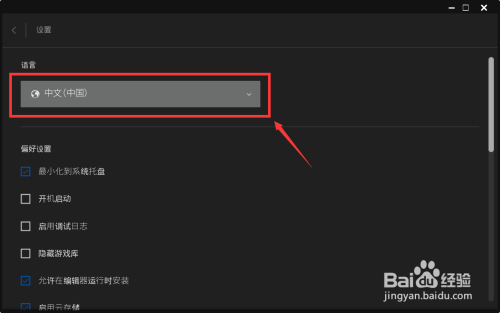 设置
语言
中文(中国)
偏好设置
最小化到系统托盘
开机启动
启用调试日志
隐藏游戏库
允许在编辑器运行时安装
启用云存储
Baidu经验
jingyan.baidu.com